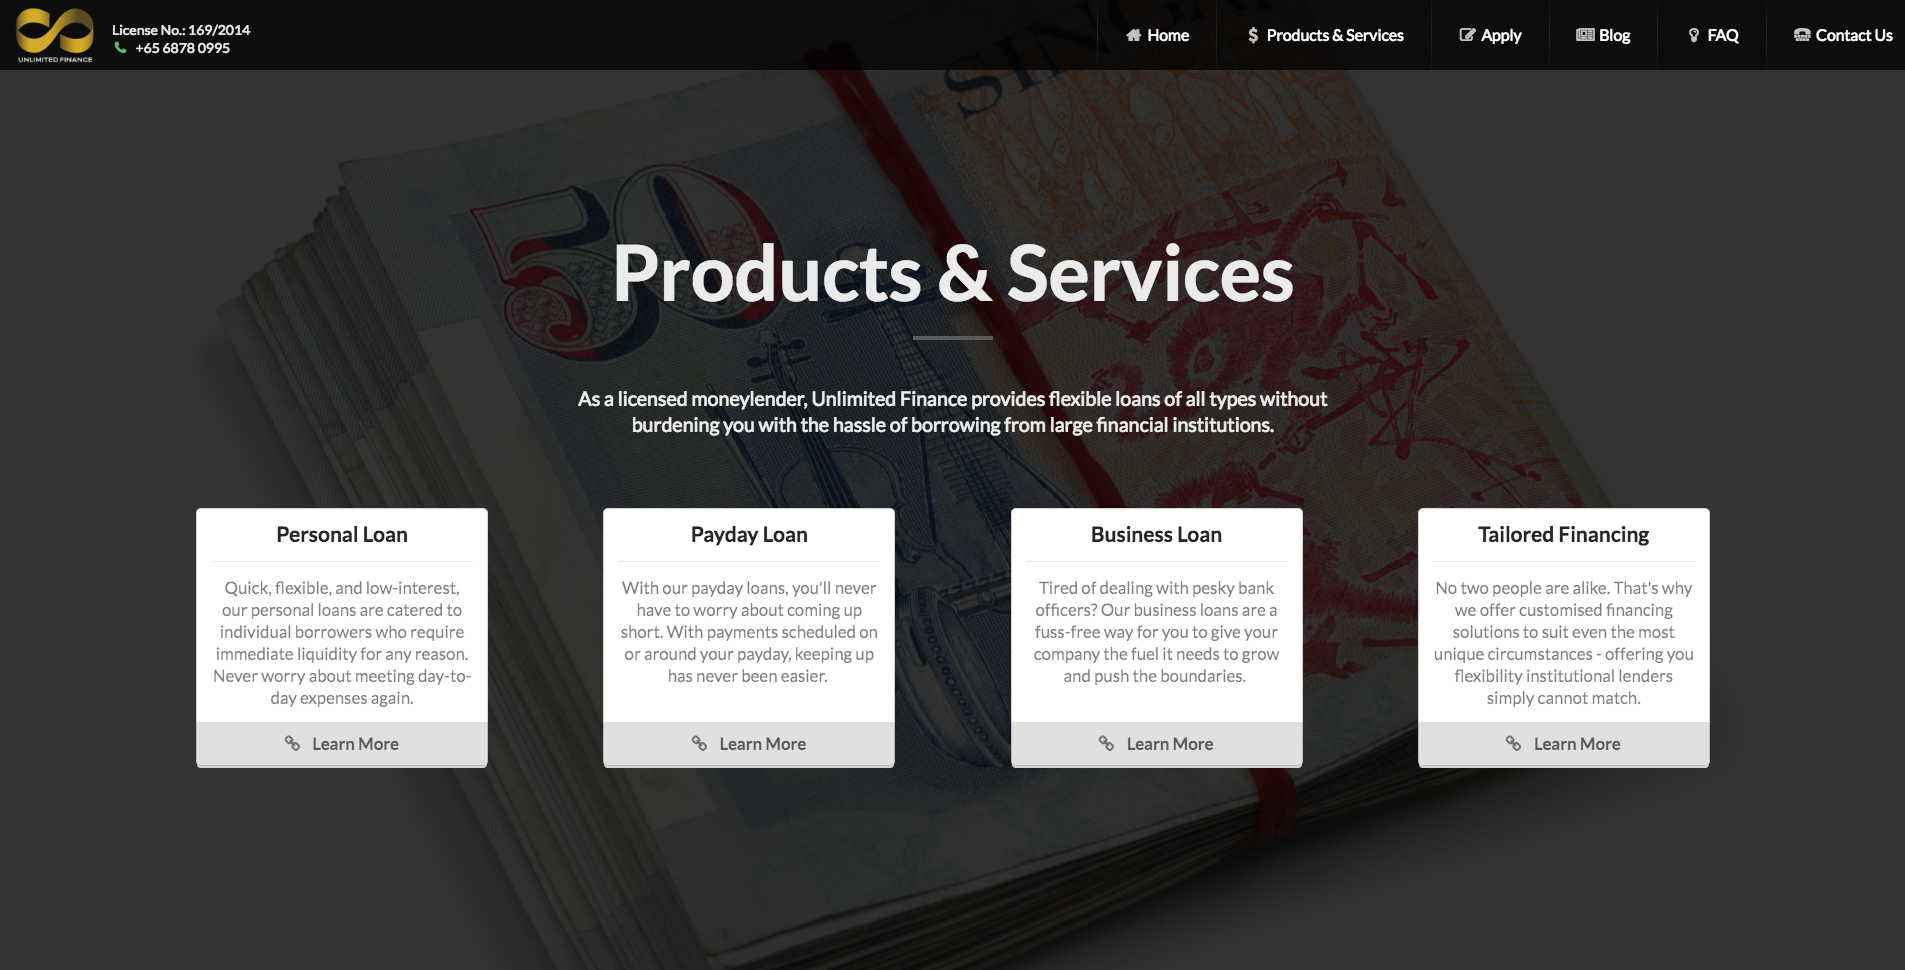 UNLIMITED FINANCE
License No.: 169/2014
+65 6878 0995
Home
Products & Services
Apply
Blog
FAQ
Contact Us
50
Products & Services
As a licensed moneylender, Unlimited Finance provides flexible loans of all types without
burdening you with the hassle of borrowing from large financial institutions.
Personal Loan
Quick, flexible, and low-interest,
our personal loans are catered to
individual borrowers who require
immediate liquidity for any reason.
Never worry about meeting day-to-
day expenses again.
Learn More
Payday Loan
With our payday loans, you'll never
have to worry about coming up
short. With payments scheduled on
or around your payday, keeping up
has never been easier.
Learn More
Business Loan
Tired of dealing with pesky bank
officers? Our business loans are a
fuss-free way for you to give your
company the fuel it needs to grow
and push the boundaries.
Learn More
Tailored Financing
No two people are alike. That's why
we offer customised financing
solutions to suit even the most
unique circumstances - offering you
flexibility institutional lenders
simply cannot match.
Learn More